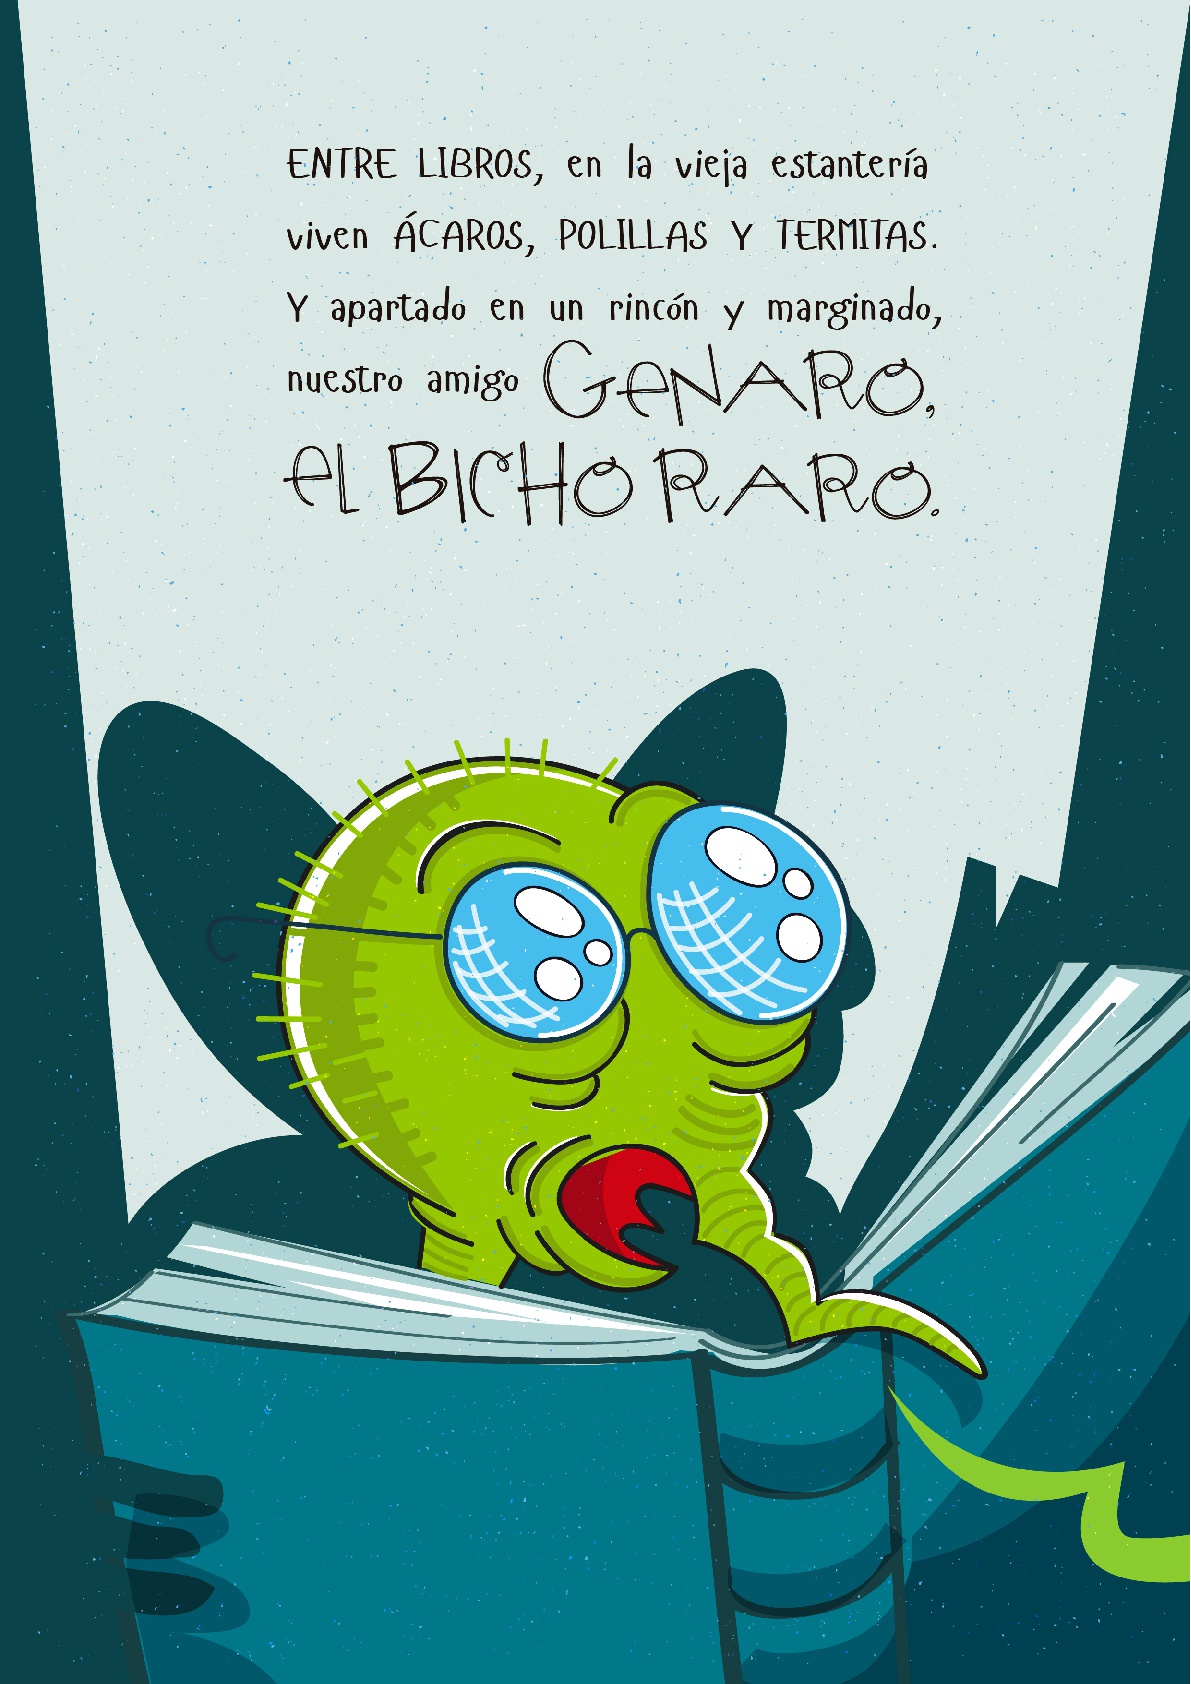 ENTRE LIBROS, en la vieja estantería
viven ÁCAROS, POLILLAS Y TERMITAS.
Y apartado en un rincón y marginado,
nuestro amigo GENARO,
el BICHO RARO.